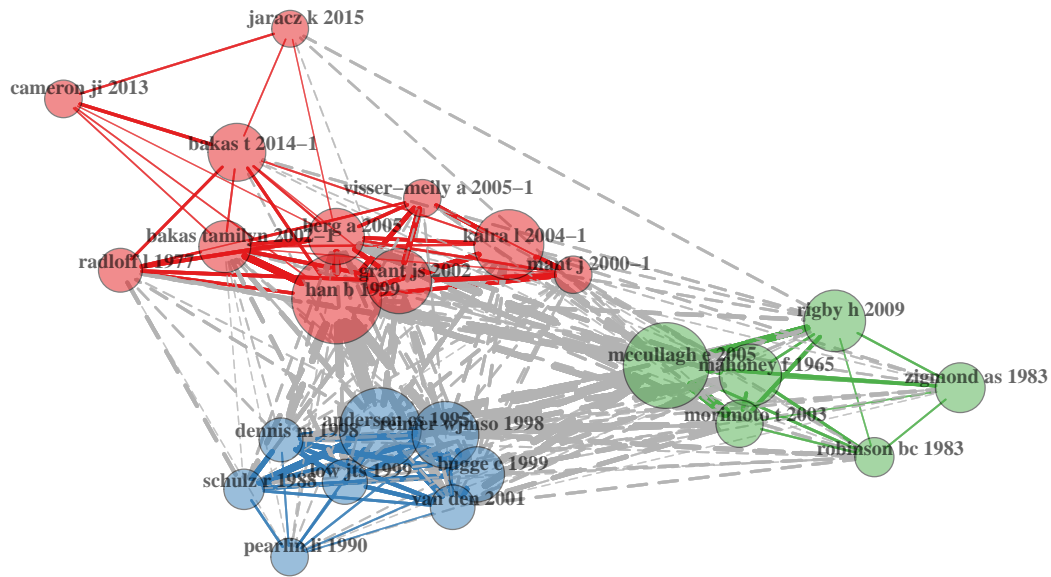 jaracz k 2015
cameron ji 2013
bakas t 2014−1
visser−meily a 2005−1
berg a 2005
bakas tamilyn 2002−1
kalra l 2004−1
radloff l 1977
grant js 2002
mant j 2000−1
han b 1999
rigby h 2009
mccullagh e 2005
mahoney f 1965
zigmond as 1983
morimoto t 2003
anderson cs 1995
reimer wjmso 1998
dennis m 1998
robinson bc 1983
bugge c 1999
low jts 1999
schulz r 1988
van den 2001
pearlin li 1990